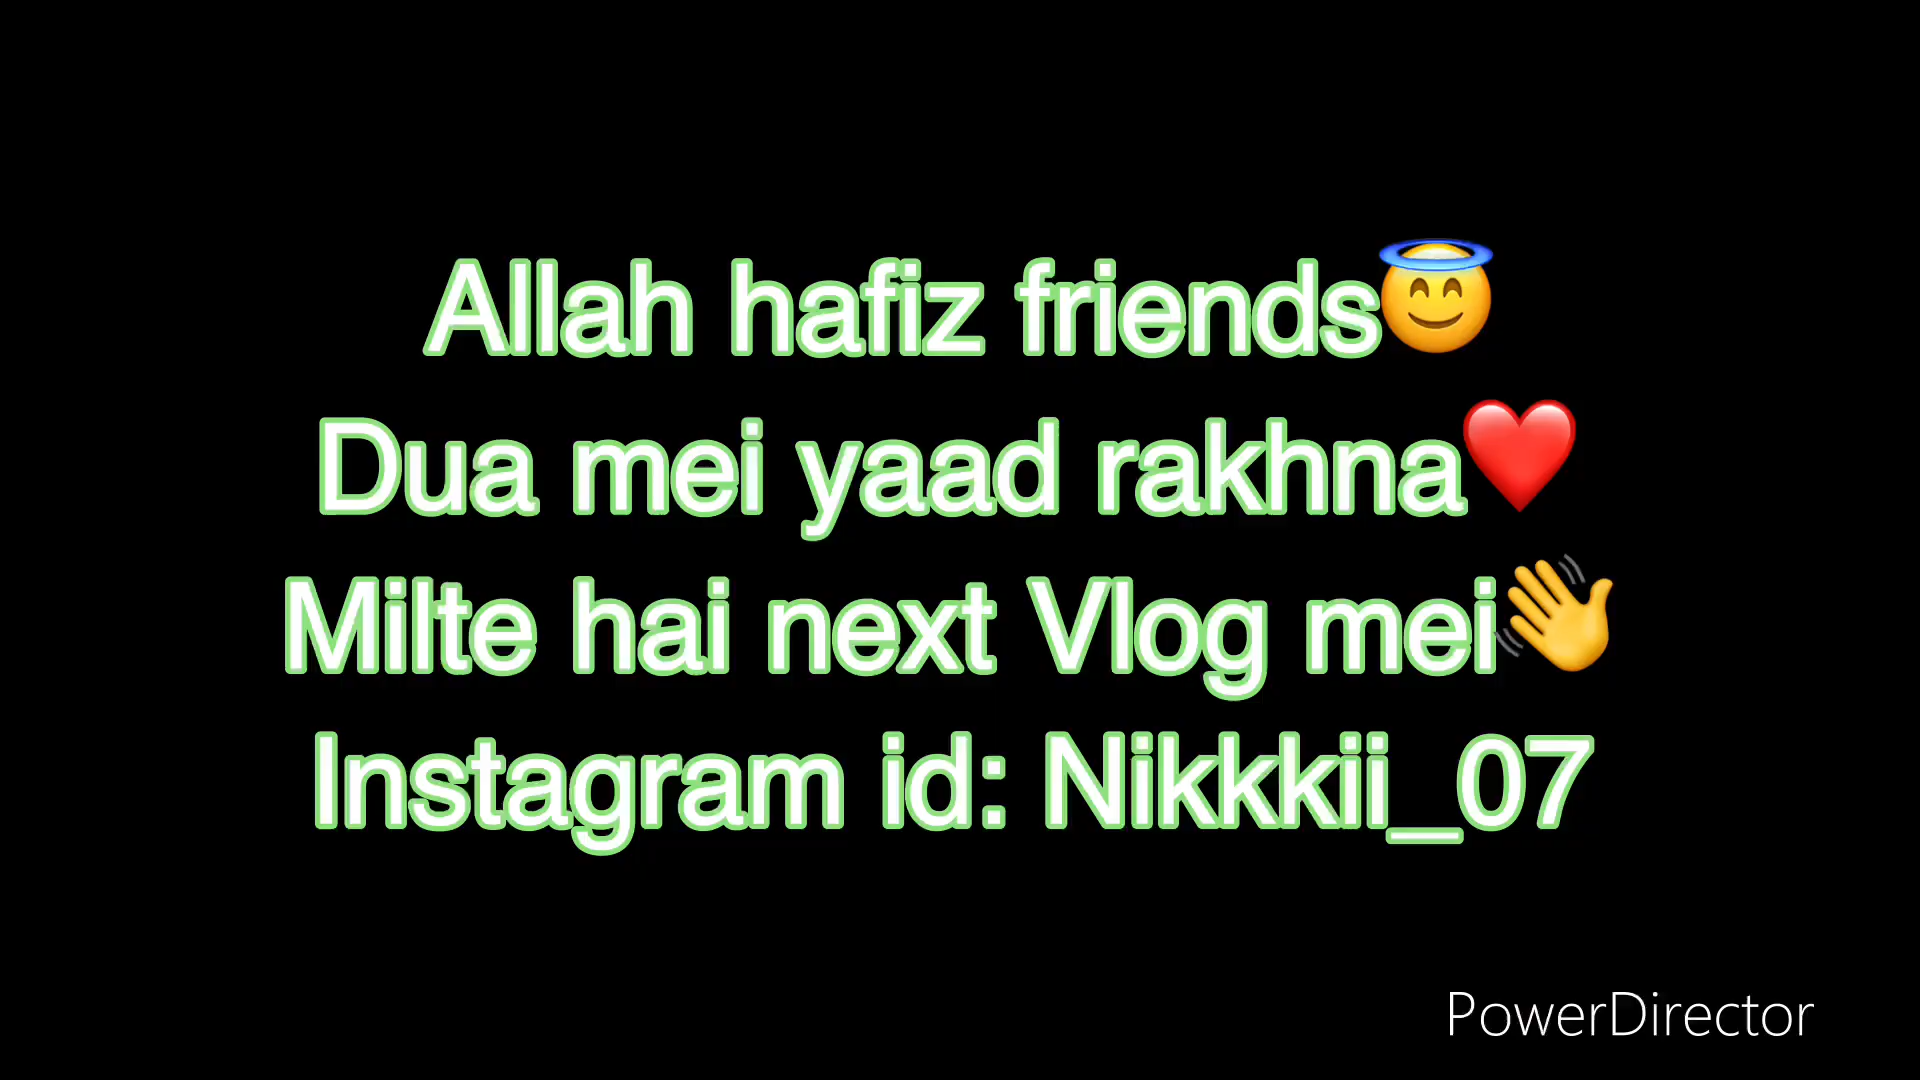 Allah hafiz friends😇
Dua mei yaad rakhna❤️
Milte hai next Vlog mei👋
Instagram id: Nikkkii_07
PowerDirector